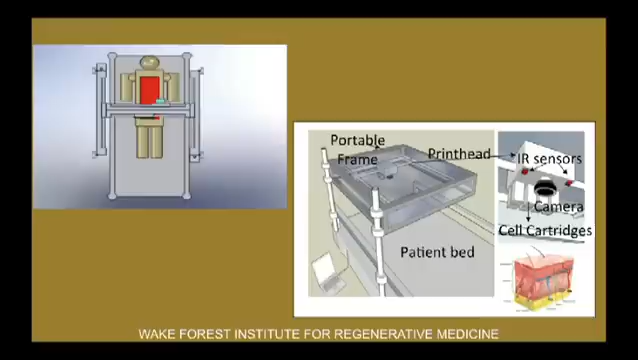 Portable
Frame
Printhead
IR sensors
Camera
Cell Cartridges
Patient bed
WAKE FOREST INSTITUTE FOR REGENERATIVE MEDICINE